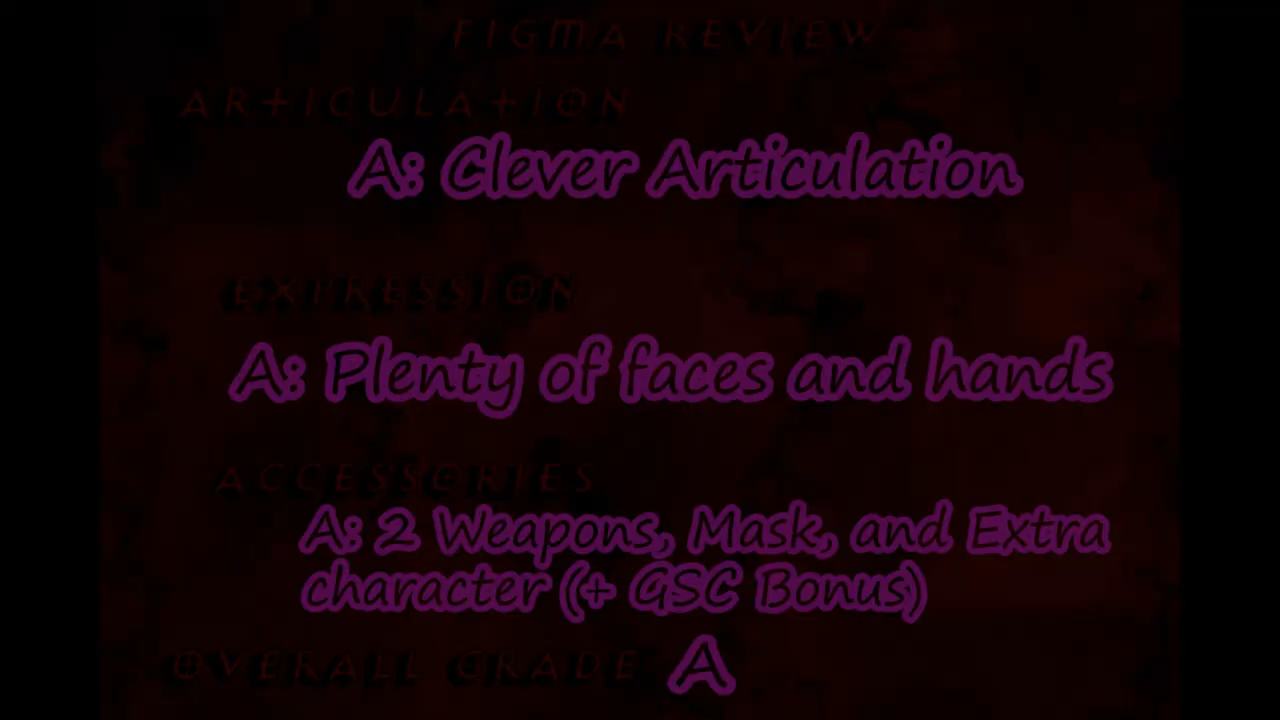 FIGMA REVIEW
ARTICULATION
A: Clever Articulation
EXPRESSION
A: Plenty of faces and hands
ACCESSORIES
A: 2 Weapons, Mask, and Extra
character (+ GSC Bonus)
OVERALL GRADE A